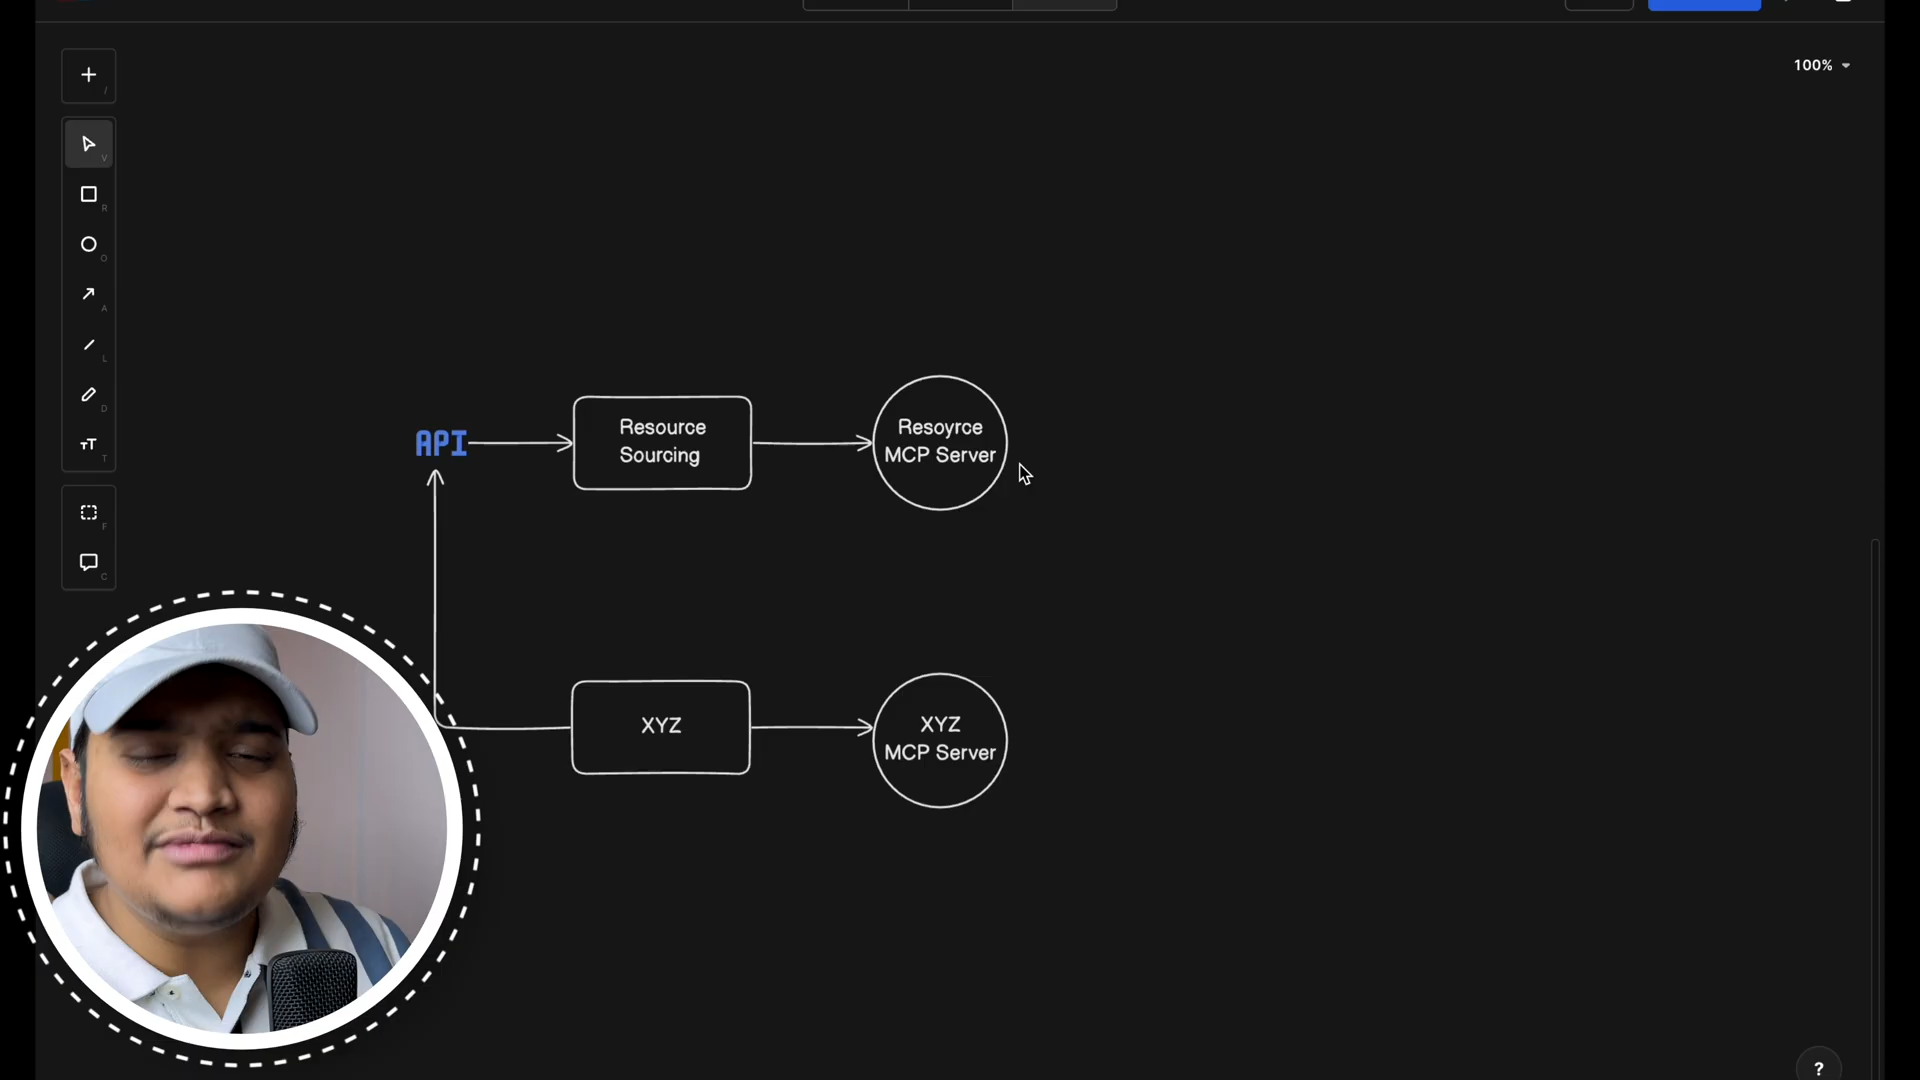 100%
/
V
R
O
A
L
D
T
F
C
API
Resource
Sourcing
Resoyrce
MCP Server
XYZ
XYZ
MCP Server
?